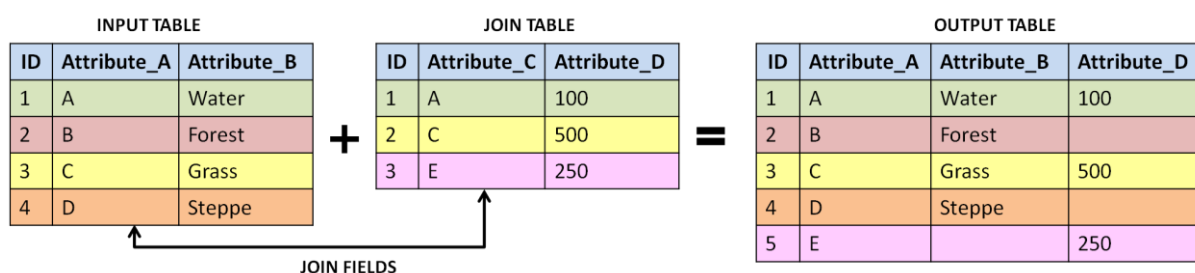 INPUT TABLE
ID Attribute_A Attribute_B
1 A Water
2 B Forest
3 C Grass
4 D Steppe
+
JOIN TABLE
ID Attribute_C Attribute_D
1 A 100
2 C 500
3 E 250
=
OUTPUT TABLE
ID Attribute_A Attribute_B Attribute_D
1 A Water 100
2 B Forest
3 C Grass 500
4 D Steppe
5 E 250
JOIN FIELDS